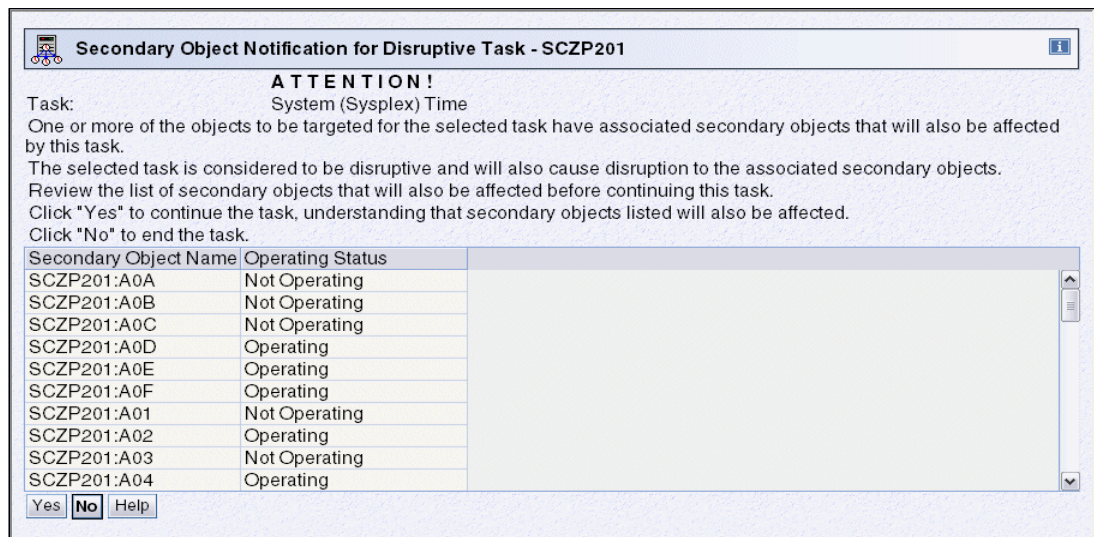 Secondary Object Notification for Disruptive Task - SCZP201
i
A T T E N T I O N !
Task: System (Sysplex) Time
One or more of the objects to be targeted for the selected task have associated secondary objects that will also be affected
by this task.
The selected task is considered to be disruptive and will also cause disruption to the associated secondary objects.
Review the list of secondary objects that will also be affected before continuing this task.
Click "Yes" to continue the task, understanding that secondary objects listed will also be affected.
Click "No" to end the task.
Secondary Object Name Operating Status
SCZP201:A0A Not Operating
SCZP201:A0B Not Operating
SCZP201:A0C Not Operating
SCZP201:A0D Operating
SCZP201:A0E Operating
SCZP201:A0F Operating
SCZP201:A01 Not Operating
SCZP201:A02 Operating
SCZP201:A03 Not Operating
SCZP201:A04 Operating
Yes No Help